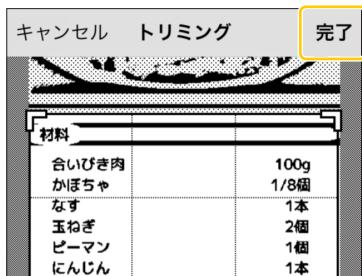 キャンセル トリミング 完了
材料
合いびき肉 100g
かぼちゃ 1/8個
なす 1本
玉ねぎ 2個
ピーマン 1個
にんじん 1本